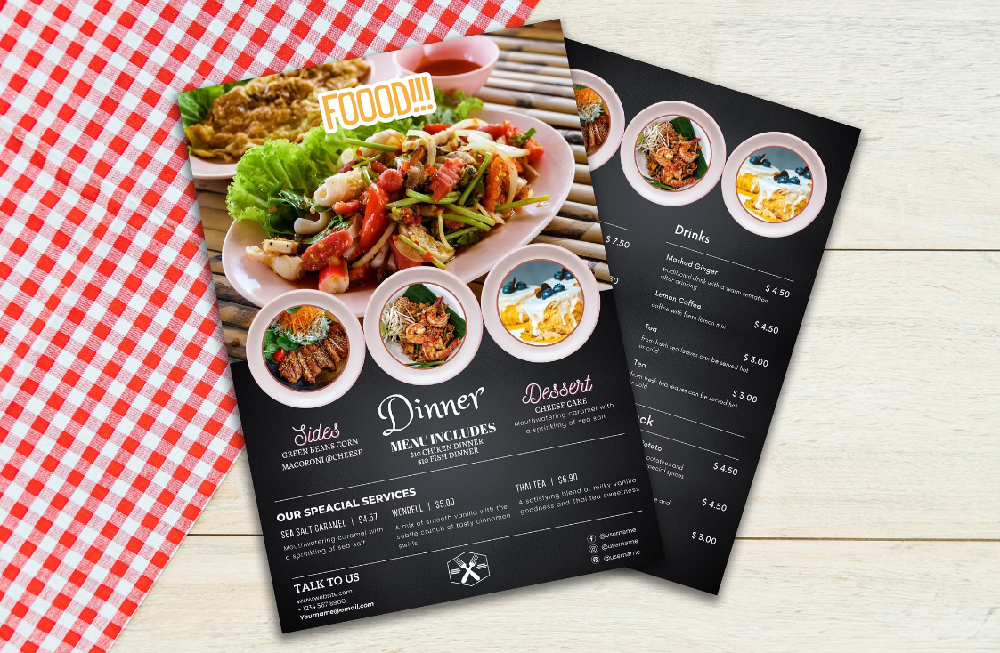 FOOOD!!!
Sides
GREEN BEANS CORN
MACORONI @CHEESE
Dinner
MENU INCLUDES
$10 CHIKEN DINNER
$10 FISH DINNER
Dessert
CHEESE CAKE
Mouthwatering caramel with
a sprinkling of sea salt
OUR SPEACIAL SERVICES
SEA SALT CARAMEL | $4.57
Mouthwatering caramel with
a sprinkling of sea salt
WENDELL | $5.00
A mix of smooth vanilla with the
subtle crunch of tasty cinnamon
swirls
THAI TEA | $6.90
A satisfying blend of milky vanilla
goodness and Thai tea sweetness
TALK TO US
www.website.com
+ 1234 567 8900
Yourname@email.com
@username
@username
@username
$ 7.50
Drinks
Mashed Ginger
traditional drink with a warm sensation
after drinking
$ 4.50
Lemon Coffee
coffee with fresh lemon mix
$ 4.50
Tea
from fresh tea leaves can be served hot
or cold
$ 3.00
Tea
from fresh tea leaves can be served hot
cold
$ 3.00
potatoes and
$ 4.50
$ 4.50
$ 3.00